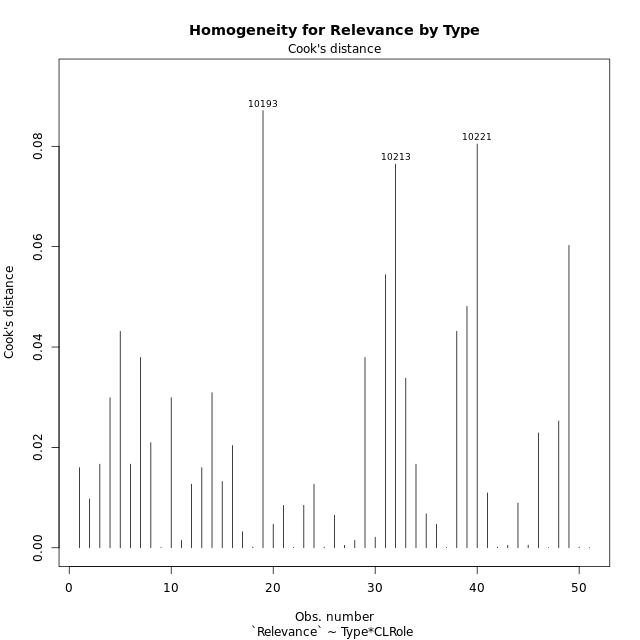 Homogeneity for Relevance by Type
Cook's distance
10193
10221
10213
Cook's distance
0.08
0.06
0.04
0.02
0.00
0 10 20 30 40 50
Obs. number
`Relevance` ~ Type*CLRole